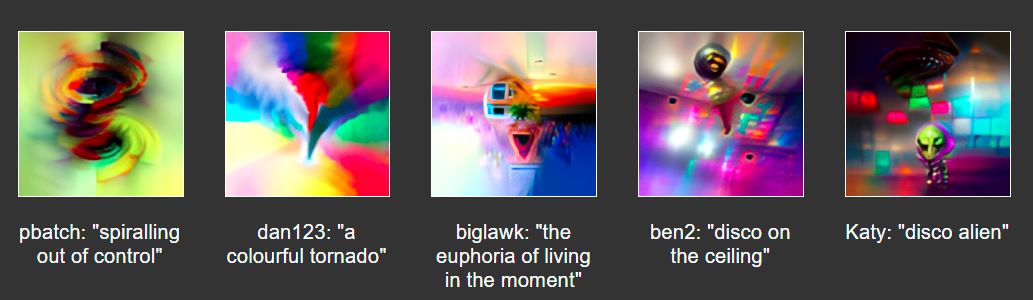 pbatch: "spiralling
out of control"
dan123: "a
colourful tornado"
biglawk: "the
euphoria of living
in the moment"
ben2: "disco on
the ceiling"
Katy: "disco alien"